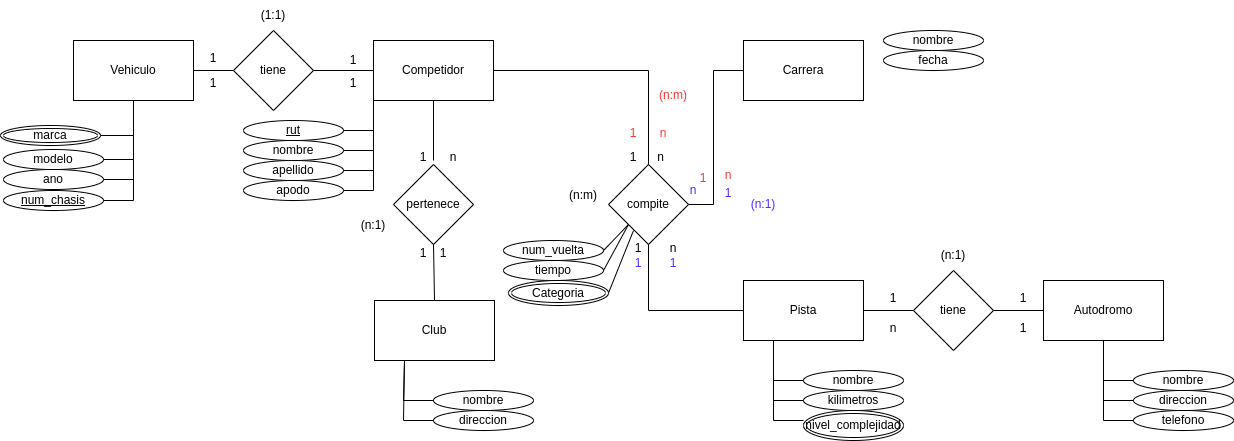 (1:1)
Vehiculo
1
1
tiene
1
1
Competidor
Carrera
nombre
fecha
marca
modelo
ano
num_chasis
rut
nombre
apellido
apodo
1
n
pertenece
(n:1)
1
1
Club
nombre
direccion
(n:m)
1
n
1
n
(n:m)
compite
1
n
n
1
(n:1)
1
n
1
1
num_vuelta
tiempo
Categoria
Pista
nombre
kilimetros
nivel_complejidad
(n:1)
1
n
tiene
1
1
Autodromo
nombre
direccion
telefono